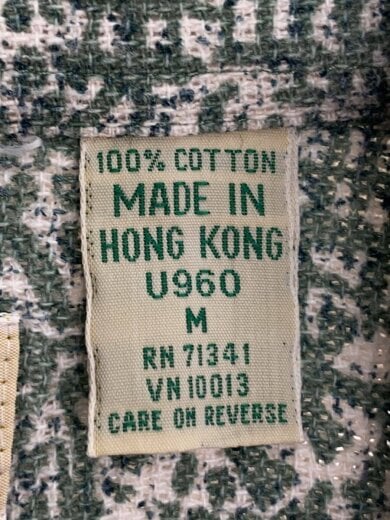 100% COTTON
MADE IN
HONG KONG
U960
M
RN 71341
VN 10013
CARE ON REVERSE